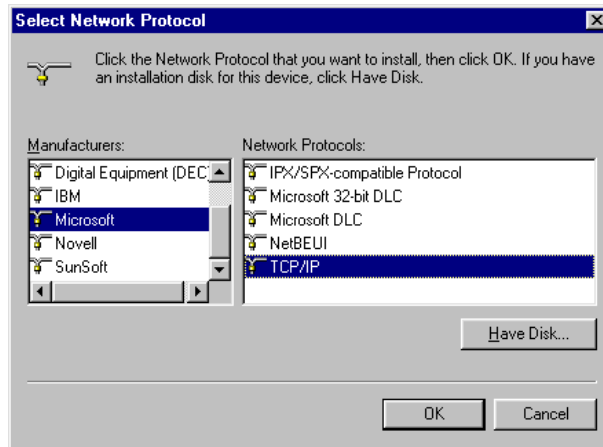 Select Network Protocol
Click the Network Protocol that you want to install, then click OK. If you have
an installation disk for this device, click Have Disk.
Manufacturers:
Digital Equipment (DEC)
IBM
Microsoft
Novell
SunSoft
Network Protocols:
IPX/SPX-compatible Protocol
Microsoft 32-bit DLC
Microsoft DLC
NetBEUI
TCP/IP
Have Disk...
OK
Cancel